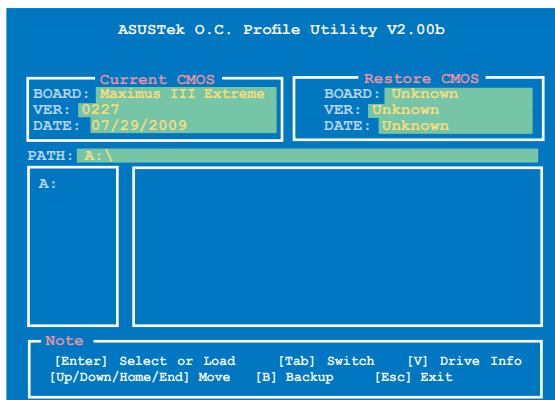 ASUSTek O.C. Profile Utility V2.00b
Current CMOS
BOARD: Maximus III Extreme
VER: 0227
DATE: 07/29/2009
Restore CMOS
BOARD: Unknown
VER: Unknown
DATE: Unknown
PATH: A:\
A:
Note
[Enter] Select or Load [Tab] Switch [V] Drive Info
[Up/Down/Home/End] Move [B] Backup [Esc] Exit